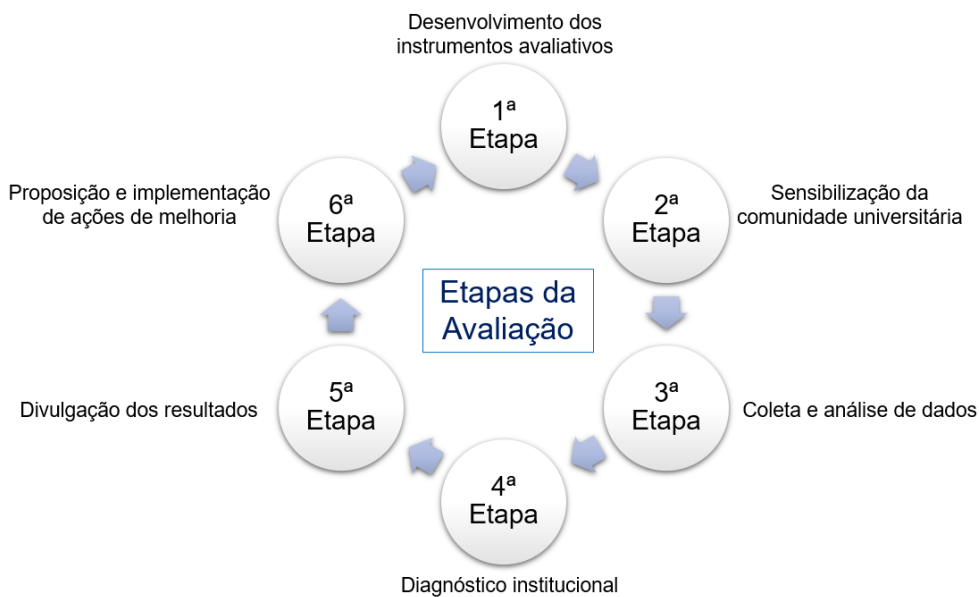 Desenvolvimento dos
instrumentos avaliativos
1ª
Etapa
Sensibilização da
comunidade universitária
2ª
Etapa
Coleta e análise de dados
3ª
Etapa
Diagnóstico institucional
4ª
Etapa
Divulgação dos resultados
5ª
Etapa
Proposição e implementação
de ações de melhoria
6ª
Etapa
Etapas da
Avaliação